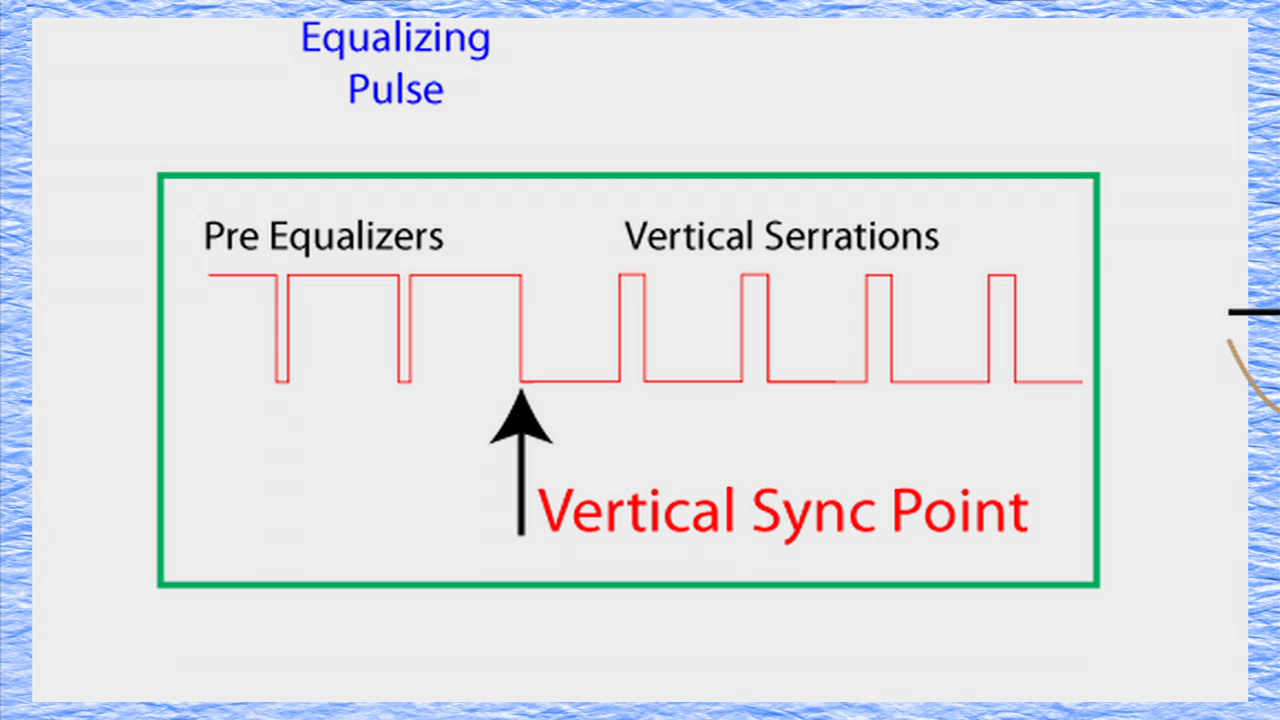 Equalizing
Pulse
Pre Equalizers
Vertical Serrations
Vertical Sync Point